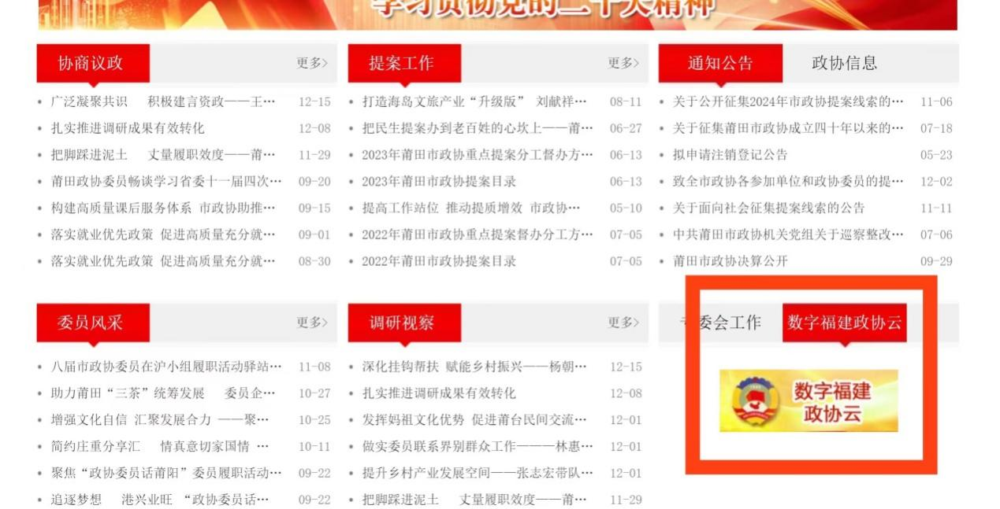 学习贯彻党的二十大精神
协商议政 更多>
广泛凝聚共识 积极建言资政——王… 12-15
扎实推进调研成果有效转化 12-08
把脚踩进泥土 丈量履职效度——莆… 11-29
莆田政协委员畅谈学习省委十一届四次… 09-20
构建高质量课后服务体系 市政协助推… 09-15
落实就业优先政策 促进高质量充分就… 09-01
落实就业优先政策 促进高质量充分就… 08-30
提案工作 更多>
打造海岛文旅产业“升级版” 刘献祥… 08-11
把民生提案办到老百姓的心坎上——莆… 06-27
2023年莆田市政协重点提案分工督办方… 06-13
2023年莆田市政协提案目录 06-13
提高工作站位 推动提质增效 市政协… 05-10
2022年莆田市政协重点提案督办分工方… 07-05
2022年莆田市政协提案目录 07-05
通知公告 政协信息
关于公开征集2024年市政协提案线索的… 11-06
关于征集莆田市政协成立四十年以来的… 07-18
拟申请注销登记公告 05-23
致全市政协各参加单位和政协委员的提… 12-02
关于面向社会征集提案线索的公告 11-11
中共莆田市政协机关党组关于巡察整改… 07-06
莆田市政协决算公开 09-29
委员风采 更多>
八届市政协委员在沪小组履职活动驿站… 11-08
助力莆田“三茶”统筹发展 委员企… 10-27
增强文化自信 汇聚发展合力 ——聚… 10-25
简约庄重分享汇 情真意切家国情 … 10-11
聚焦“政协委员话莆阳”委员履职活动… 09-22
追逐梦想 港兴业旺 “政协委员话… 09-22
调研视察 更多>
深化挂钩帮扶 赋能乡村振兴——杨朝… 12-15
扎实推进调研成果有效转化 12-08
发挥妈祖文化优势 促进莆台民间交流… 12-01
做实委员联系界别群众工作———林惠… 12-01
提升乡村产业发展空间——张志宏带队… 12-01
把脚踩进泥土 丈量履职效度——莆… 11-29
委会工作 数字福建政协云
数字福建
政协云